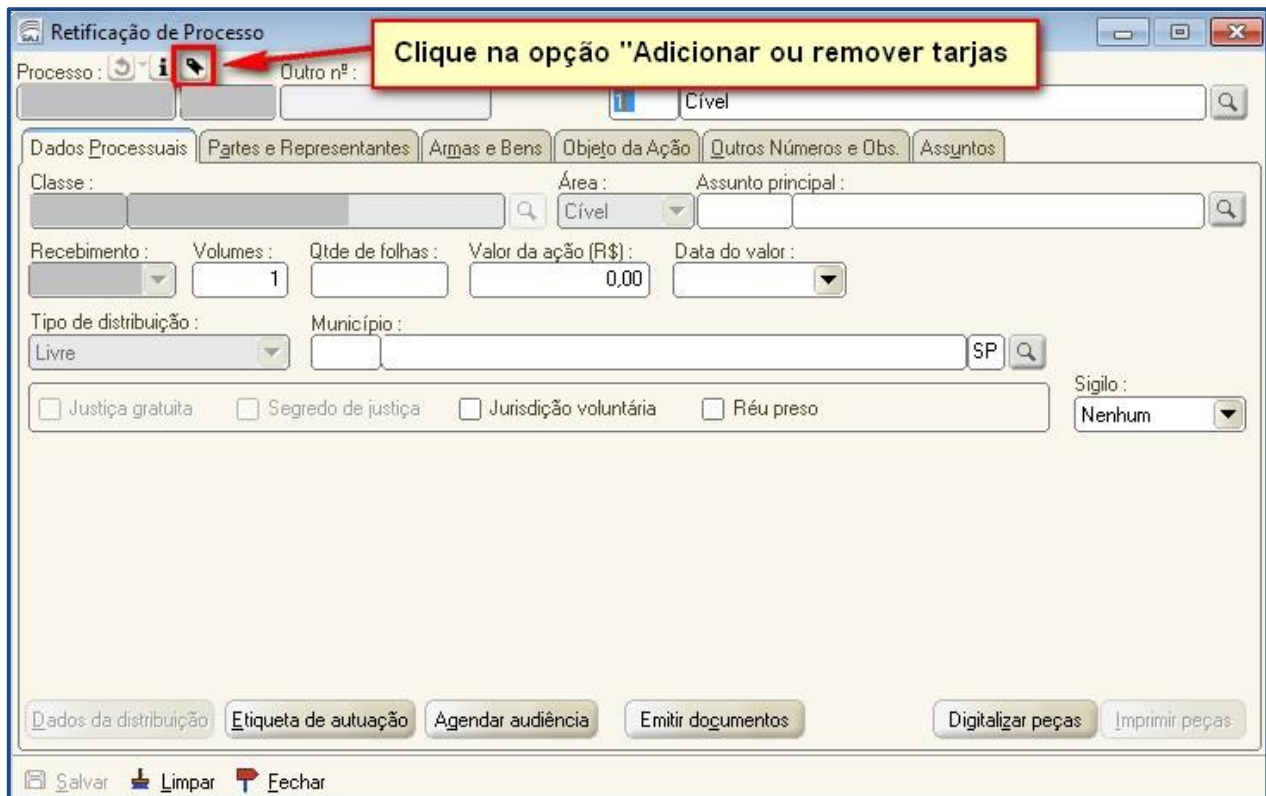 SAJ Retificação de Processo
Clique na opção "Adicionar ou remover tarjas
Processo : i Outro nº :
1 Cível
Dados Processuais Partes e Representantes Armas e Bens Objeto da Ação Outros Números e Obs. Assuntos
Classe : Área : Assunto principal :
Cível
Recebimento : Volumes : Qtde de folhas : Valor da ação (R$) : Data do valor :
1 0,00
Tipo de distribuição : Município :
Livre SP
Sigilo :
Justiça gratuita Segredo de justiça Jurisdição voluntária Réu preso Nenhum
Dados da distribuição Etiqueta de autuação Agendar audiência Emitir documentos Digitalizar peças Imprimir peças
Salvar Limpar Fechar